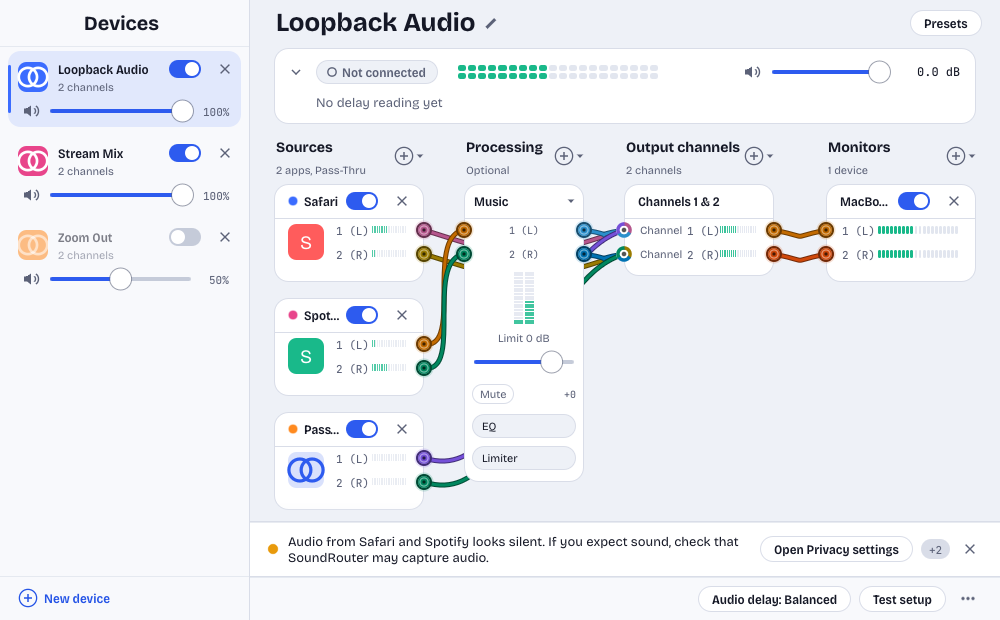 Devices
Loopback Audio
2 channels
100%
Stream Mix
2 channels
100%
Zoom Out
2 channels
50%
New device
Loopback Audio
Presets
Not connected
0.0 dB
No delay reading yet
Sources
2 apps, Pass-Thru
Processing
Optional
Output channels
2 channels
Monitors
1 device
Safari
S
1 (L)
2 (R)
Spot...
S
1 (L)
2 (R)
Pass...
1 (L)
2 (R)
Music
1 (L)
2 (R)
Limit 0 dB
Mute
+0
EQ
Limiter
Channels 1 & 2
Channel 1 (L)
Channel 2 (R)
MacBo...
1 (L)
2 (R)
Audio from Safari and Spotify looks silent. If you expect sound, check that
SoundRouter may capture audio.
Open Privacy settings
+2
Audio delay: Balanced
Test setup